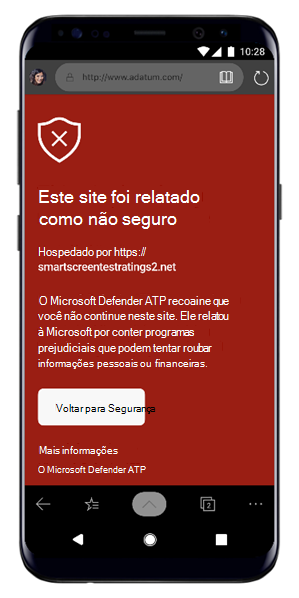 10:28
http://www.adatum.com/
Este site foi relatado
como não seguro
Hospedado por https://
smartscreentestratings2.net
O Microsoft Defender ATP recoaine que
você não continue neste site. Ele relatou
à Microsoft por conter programas
prejudiciais que podem tentar roubar
informações pessoais ou financeiras.
Voltar para Segurança
Mais informações
O Microsoft Defender ATP
2